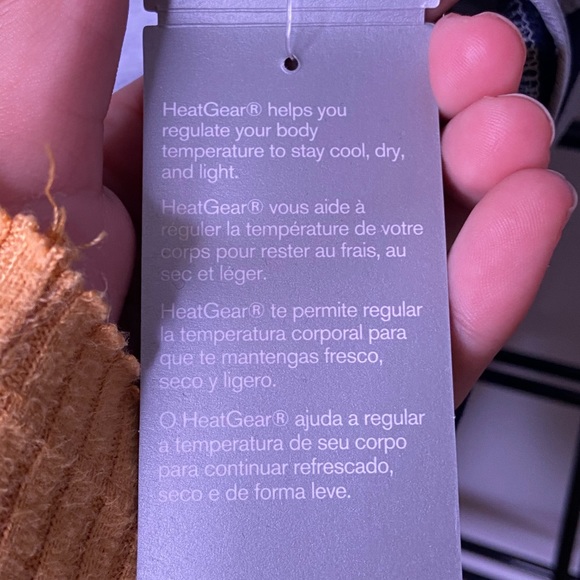 HeatGear® helps you
regulate your body
temperature to stay cool, dry,
and light.
HeatGear® vous aide à
réguler la température de votre
corps pour rester au frais, au
sec et léger.
HeatGear® te permite regular
la temperatura corporal para
que te mantengas fresco,
seco y ligero.
O HeatGear® ajuda a regular
a temperatura de seu corpo
para continuar refrescado,
seco e de forma leve.